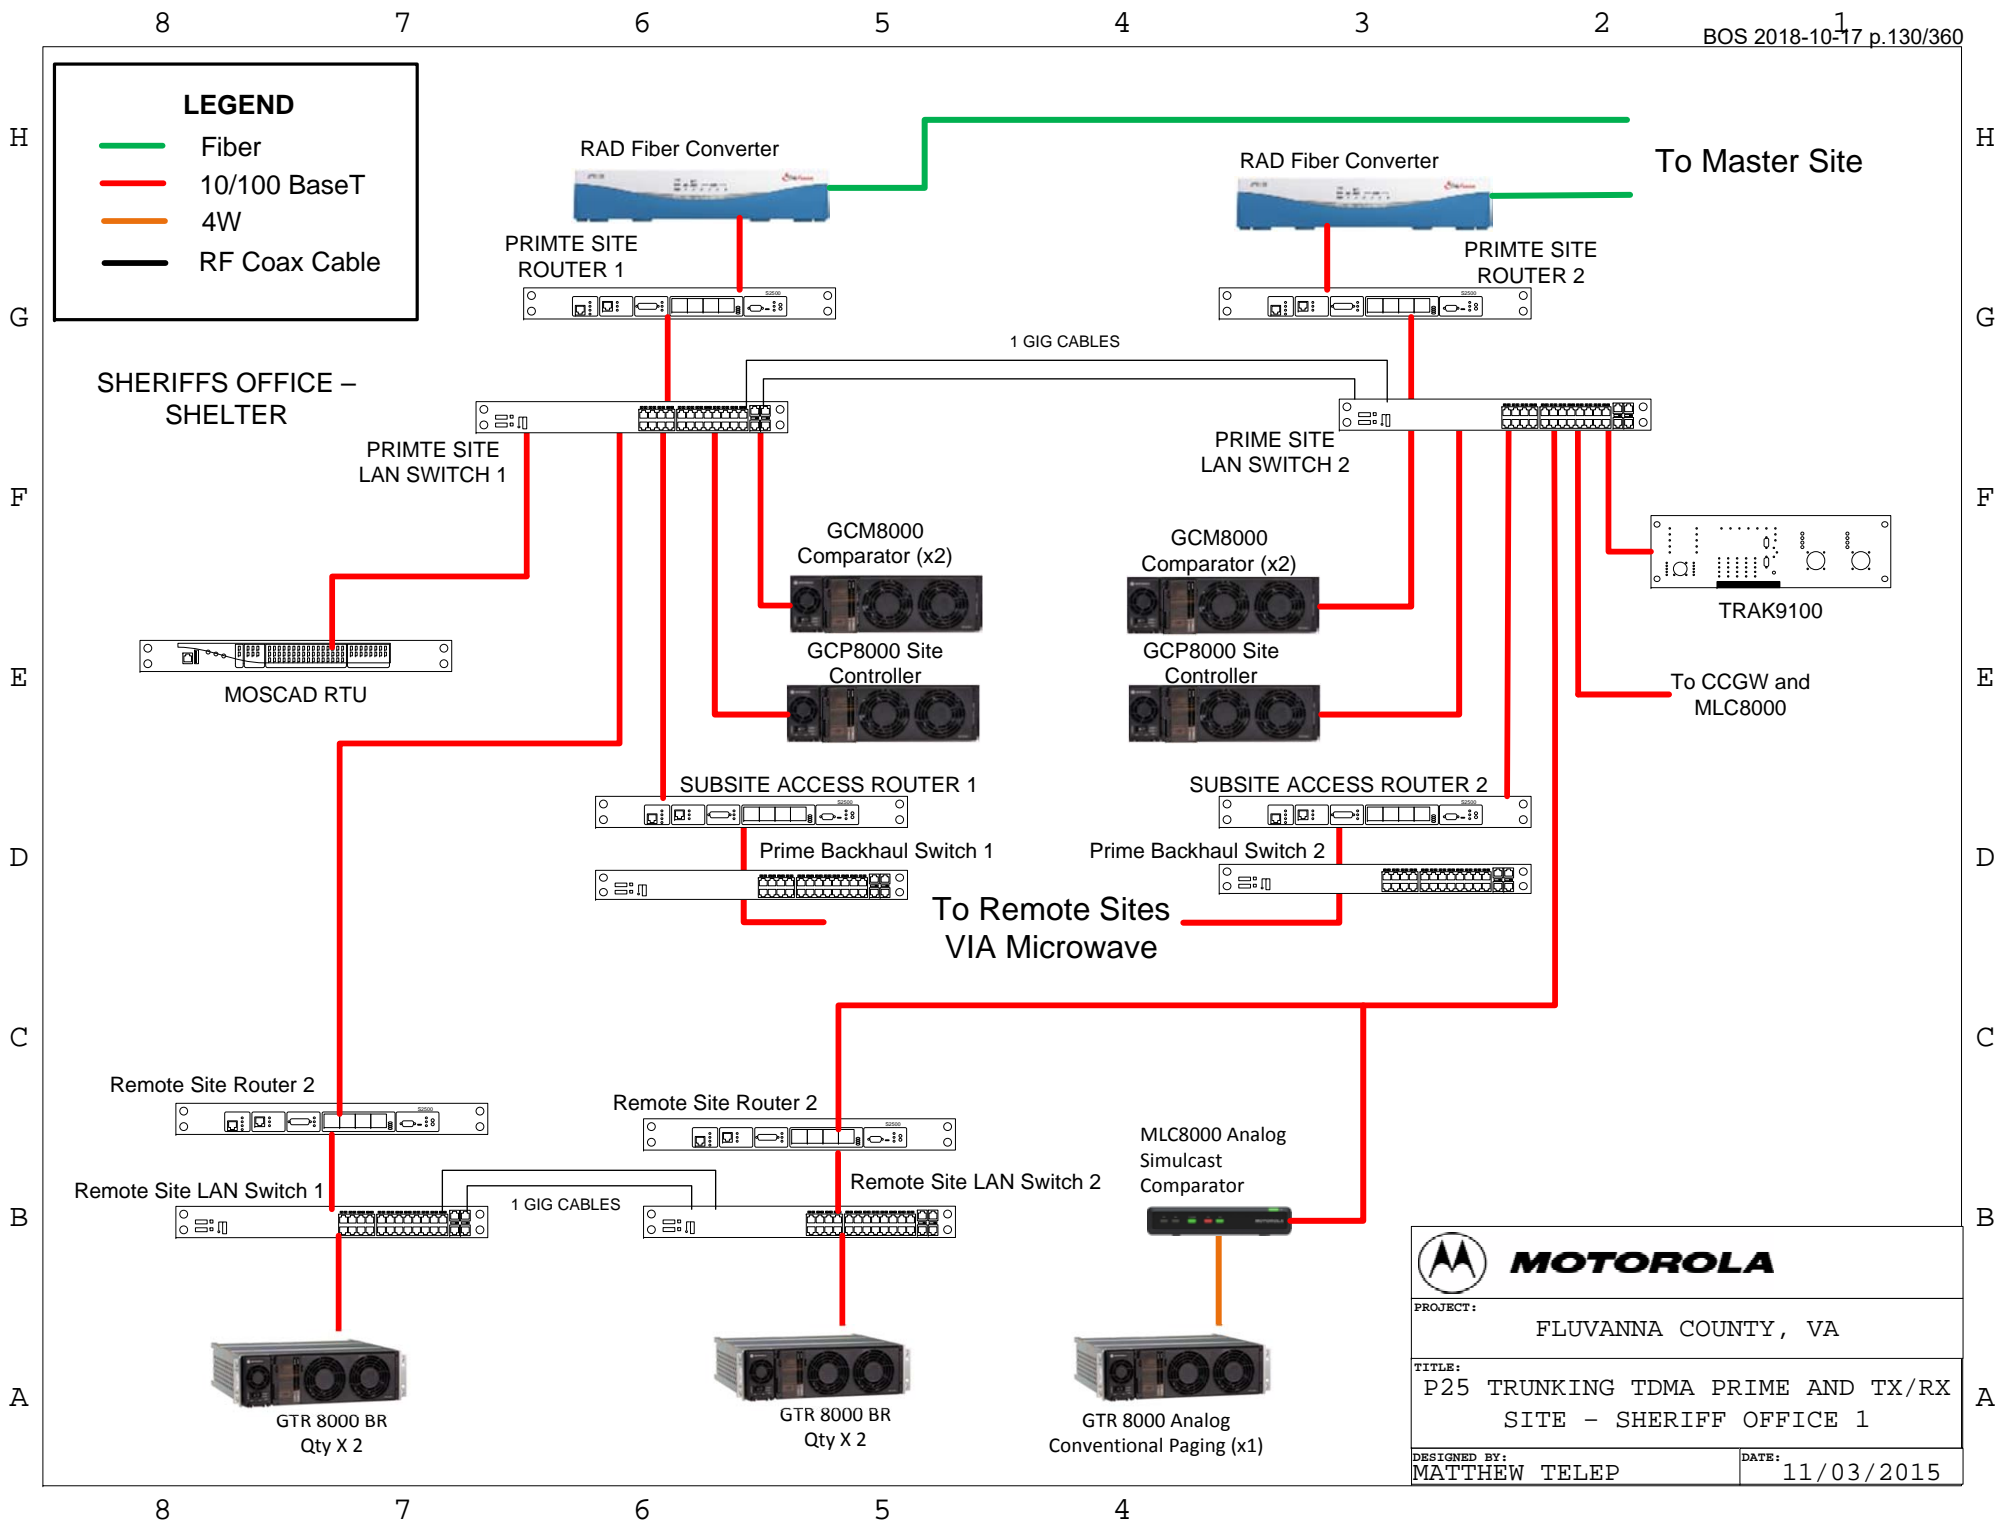 8 7 6 5 4 3 2 1
BOS 2018-10-17 p.130/360
LEGEND
Fiber
10/100 BaseT
4W
RF Coax Cable
H
H
RAD Fiber Converter
RAD Fiber Converter
To Master Site
PRIMTE SITE
ROUTER 1
PRIMTE SITE
ROUTER 2
S2500
S2500
G
G
1 GIG CABLES
SHERIFFS OFFICE –
SHELTER
PRIMTE SITE
LAN SWITCH 1
PRIME SITE
LAN SWITCH 2
F
F
GCM8000
Comparator (x2)
GCM8000
Comparator (x2)
TRAK9100
GCP8000 Site
Controller
GCP8000 Site
Controller
E
E
MOSCAD RTU
To CCGW and
MLC8000
SUBSITE ACCESS ROUTER 1
SUBSITE ACCESS ROUTER 2
S2500
S2500
Prime Backhaul Switch 1
Prime Backhaul Switch 2
D
D
To Remote Sites
VIA Microwave
C
C
Remote Site Router 2
Remote Site Router 2
S2500
S2500
MLC8000 Analog
Simulcast
Comparator
Remote Site LAN Switch 1
Remote Site LAN Switch 2
1 GIG CABLES
B
B
MOTOROLA
MOTOROLA
PROJECT:
FLUVANNA COUNTY, VA
TITLE:
P25 TRUNKING TDMA PRIME AND TX/RX
SITE – SHERIFF OFFICE 1
A
A
GTR 8000 BR
Qty X 2
GTR 8000 BR
Qty X 2
GTR 8000 Analog
Conventional Paging (x1)
DESIGNED BY:
MATTHEW TELEP
DATE:
11/03/2015
8 7 6 5 4